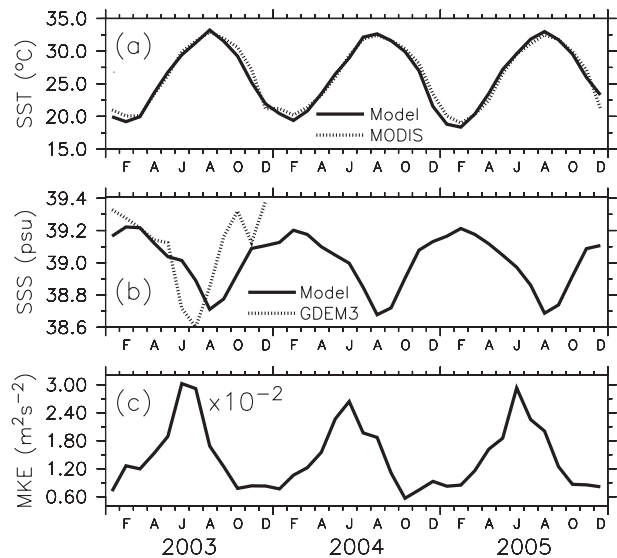 35.0
30.0
25.0
20.0
15.0
SST (°C)
(a)
Model
MODIS
F A J A O D F A J A O D F A J A O D
39.4
39.2
39.0
38.8
38.6
SSS (psu)
(b)
Model
GDEM3
F A J A O D F A J A O D F A J A O D
3.00
2.40
1.80
1.20
0.60
MKE (m²s⁻²)
(c) x10⁻²
F A J A O D F A J A O D F A J A O D
2003 2004 2005